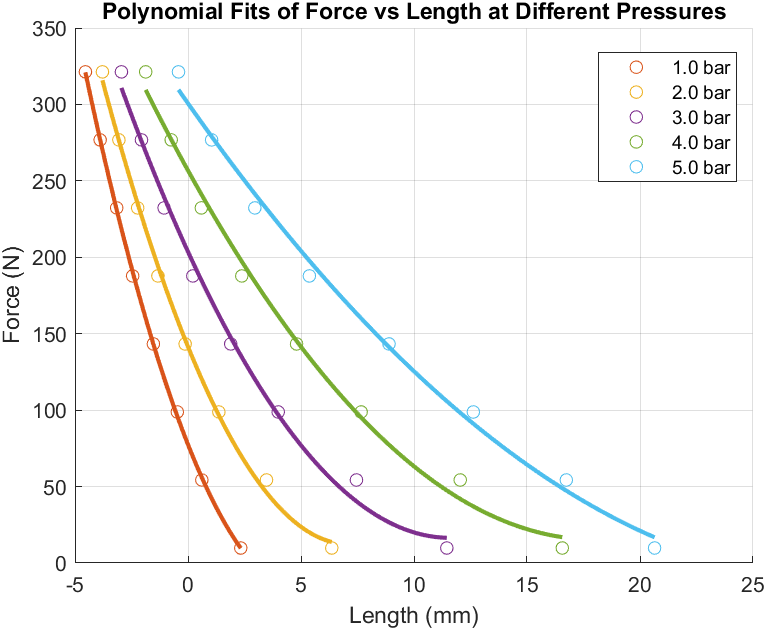 Polynomial Fits of Force vs Length at Different Pressures
350
300
250
200
150
100
50
0
Force (N)
1.0 bar
2.0 bar
3.0 bar
4.0 bar
5.0 bar
-5
0
5
10
15
20
25
Length (mm)